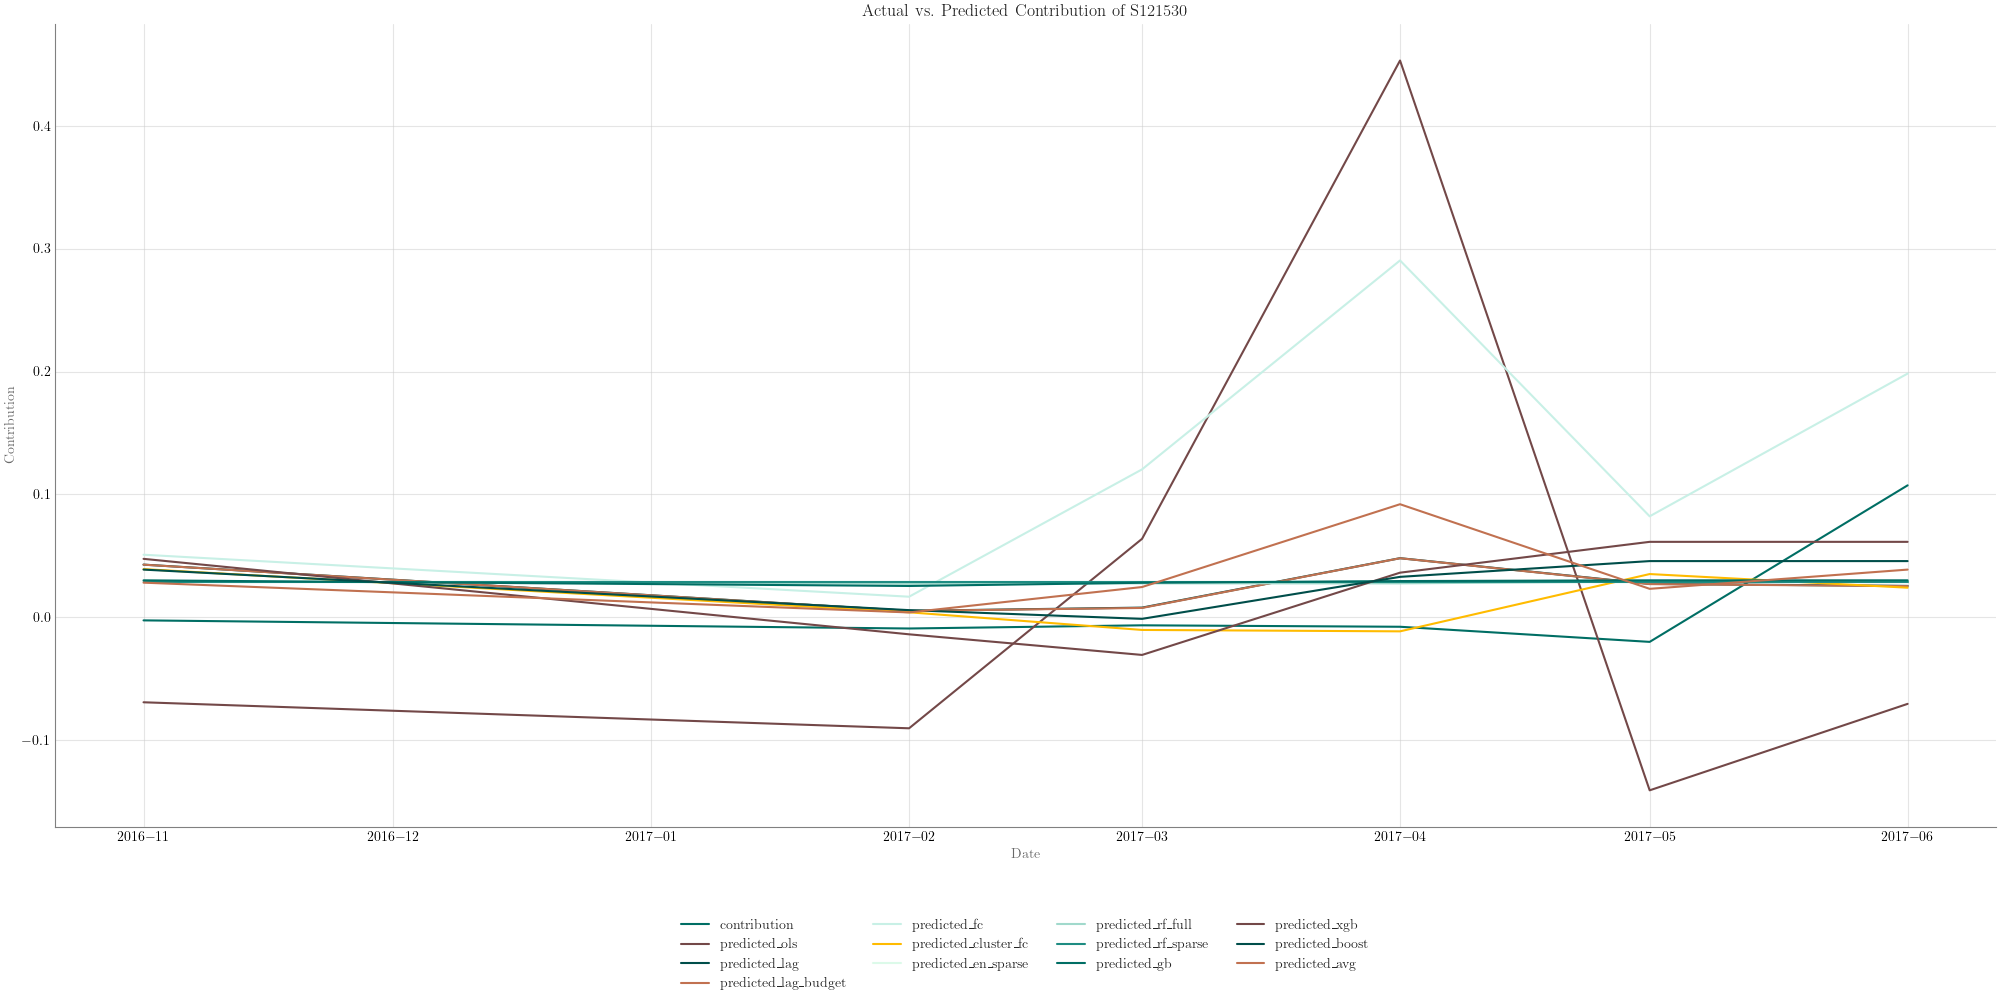 Actual vs. Predicted Contribution of S121530
Contribution
0.4
0.3
0.2
0.1
0.0
−0.1
2016−11 2016−12 2017−01 2017−02 2017−03 2017−04 2017−05 2017−06
Date
contribution predicted_fc predicted_rf_full predicted_xgb
predicted_ols predicted_cluster_fc predicted_rf_sparse predicted_boost
predicted_lag predicted_en_sparse predicted_gb predicted_avg
predicted_lag_budget